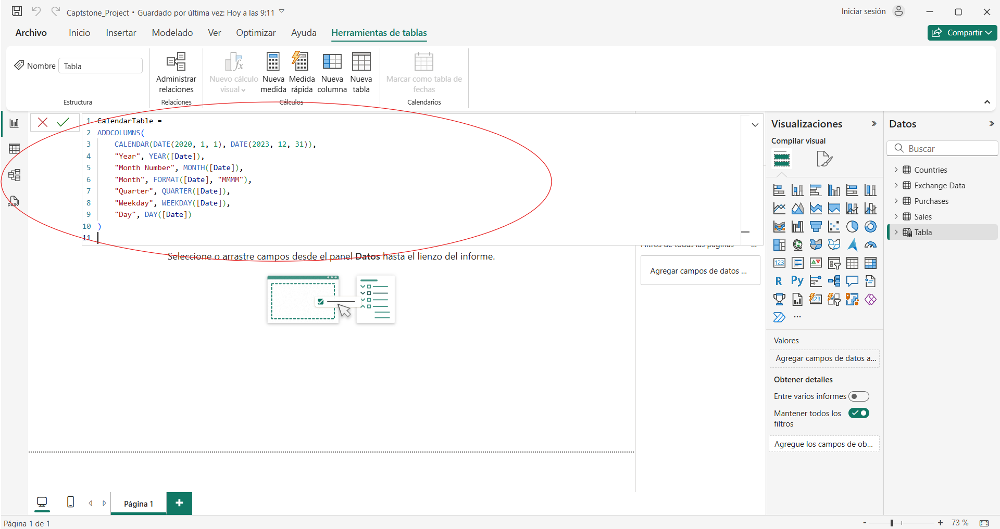 Captstone_Project • Guardado por última vez: Hoy a las 9:11
Iniciar sesión
Archivo
Inicio
Insertar
Modelado
Ver
Optimizar
Ayuda
Herramientas de tablas
Compartir
Nombre
Tabla
Estructura
Administrar
relaciones
Relaciones
Nuevo cálculo
visual
Nueva
medida
Medida
rápida
Nueva
columna
Nueva
tabla
Cálculos
Marcar como tabla de
fechas
Calendarios
1 CalendarTable =
2 ADDCOLUMNS(
3 CALENDAR(DATE(2020, 1, 1), DATE(2023, 12, 31)),
4 "Year", YEAR([Date]),
5 "Month Number", MONTH([Date]),
6 "Month", FORMAT([Date], "MMMM"),
7 "Quarter", QUARTER([Date]),
8 "Weekday", WEEKDAY([Date]),
9 "Day", DAY([Date])
10 )
11
DAX
Seleccione o arrastre campos desde el panel Datos hasta el lienzo del informe.
Filtros de todas las páginas ...
Agregar campos de datos ...
Visualizaciones
Compilar visual
123
R
Py
123
...
Valores
Agregar campos de datos a...
Obtener detalles
Entre varios informes
Mantener todos los
filtros
Agregue los campos de ob...
Datos
Buscar
Countries
Exchange Data
Purchases
Sales
Tabla
Página 1
+
Página 1 de 1
- + 73 %